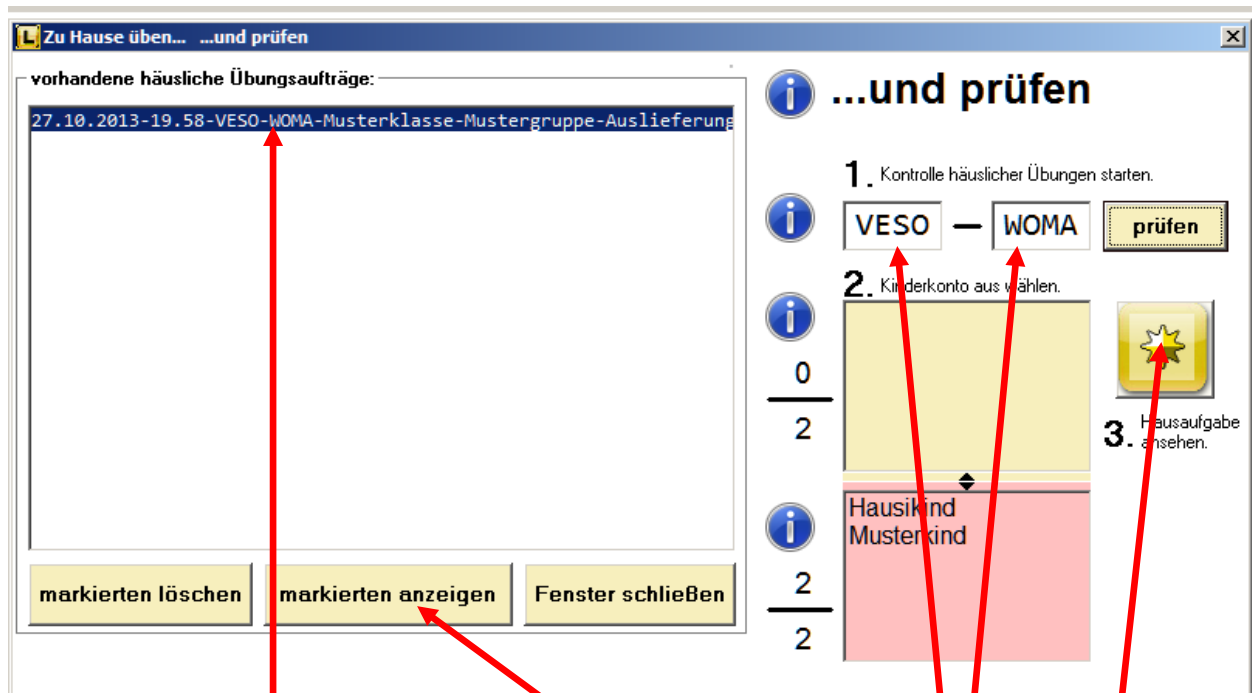 Zu Hause üben... ...und prüfen
vorhandene häusliche Übungsaufträge:
27.10.2013-19.58-VESO-WOMA-Musterklasse-Mustergruppe-Auslieferung
markierten löschen
markierten anzeigen
Fenster schließen
...und prüfen
1. Kontrolle häuslicher Übungen starten.
VESO — WOMA
prüfen
2. Kinderkonto aus wählen.
0
2
3. Hausaufgabe
ansehen.
Hausikind
Musterkind
2
2